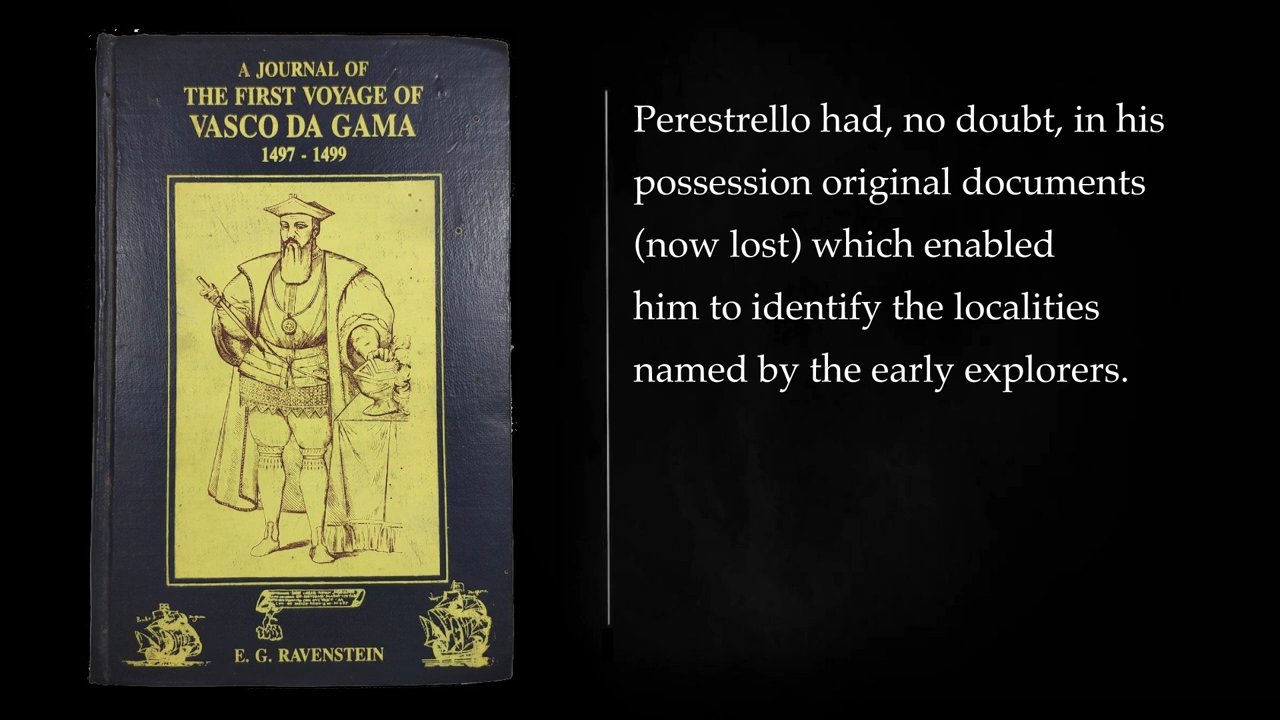 A JOURNAL OF
THE FIRST VOYAGE OF
VASCO DA GAMA
1497 - 1499
E. G. RAVENSTEIN
Perestrello had, no doubt, in his
possession original documents
(now lost) which enabled
him to identify the localities
named by the early explorers.